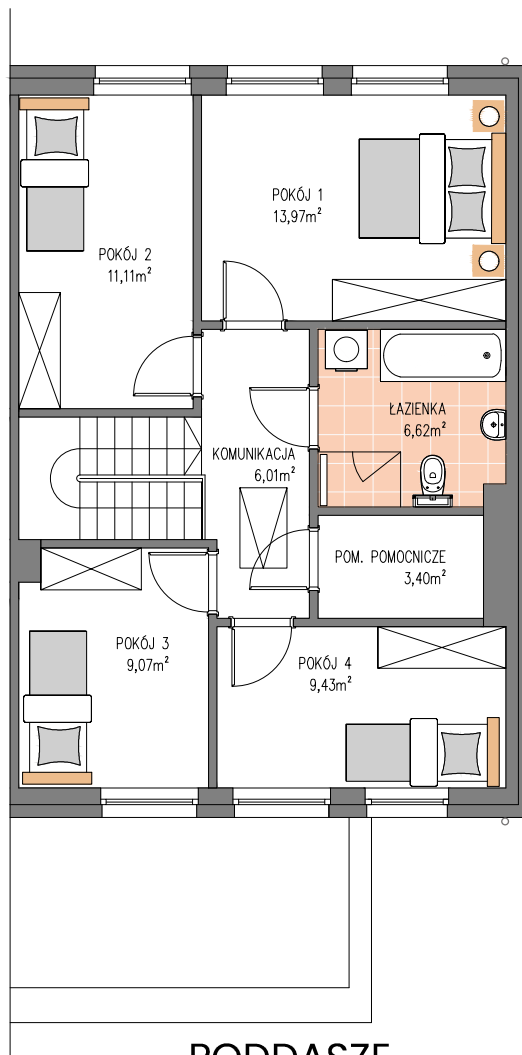 POKÓJ 1
13,97m²
POKÓJ 2
11,11m²
ŁAZIENKA
6,62m²
KOMUNIKACJA
6,01m²
POM. POMOCNICZE
3,40m²
POKÓJ 3
9,07m²
POKÓJ 4
9,43m²
PODDASZE